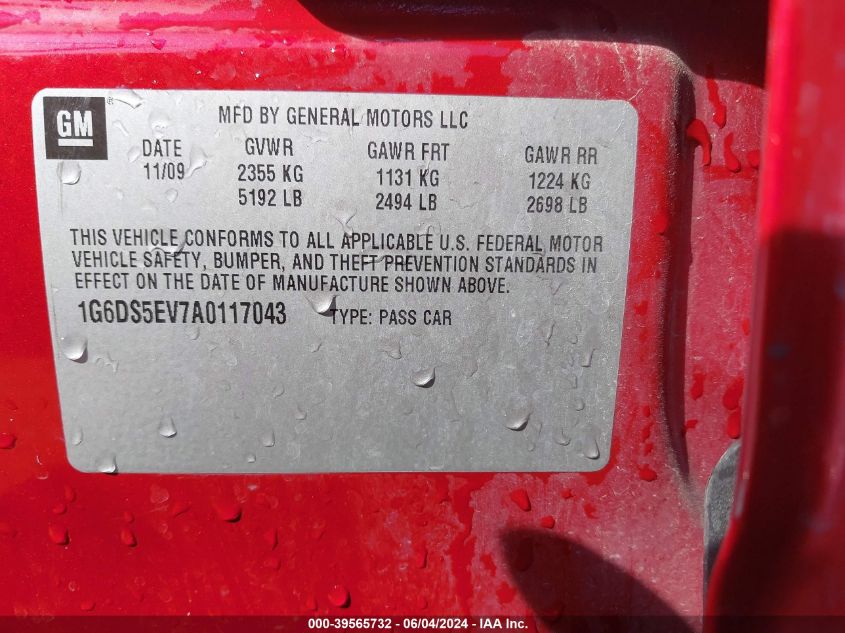 GM®
MFD BY GENERAL MOTORS LLC
DATE GVWR GAWR FRT GAWR RR
11/09 2355 KG 1131 KG 1224 KG
5192 LB 2494 LB 2698 LB
THIS VEHICLE CONFORMS TO ALL APPLICABLE U.S. FEDERAL MOTOR
VEHICLE SAFETY, BUMPER, AND THEFT PREVENTION STANDARDS IN
EFFECT ON THE DATE OF MANUFACTURE SHOWN ABOVE.
1G6DS5EV7A0117043 TYPE: PASS CAR
000-39565732 - 06/04/2024 - IAA Inc.